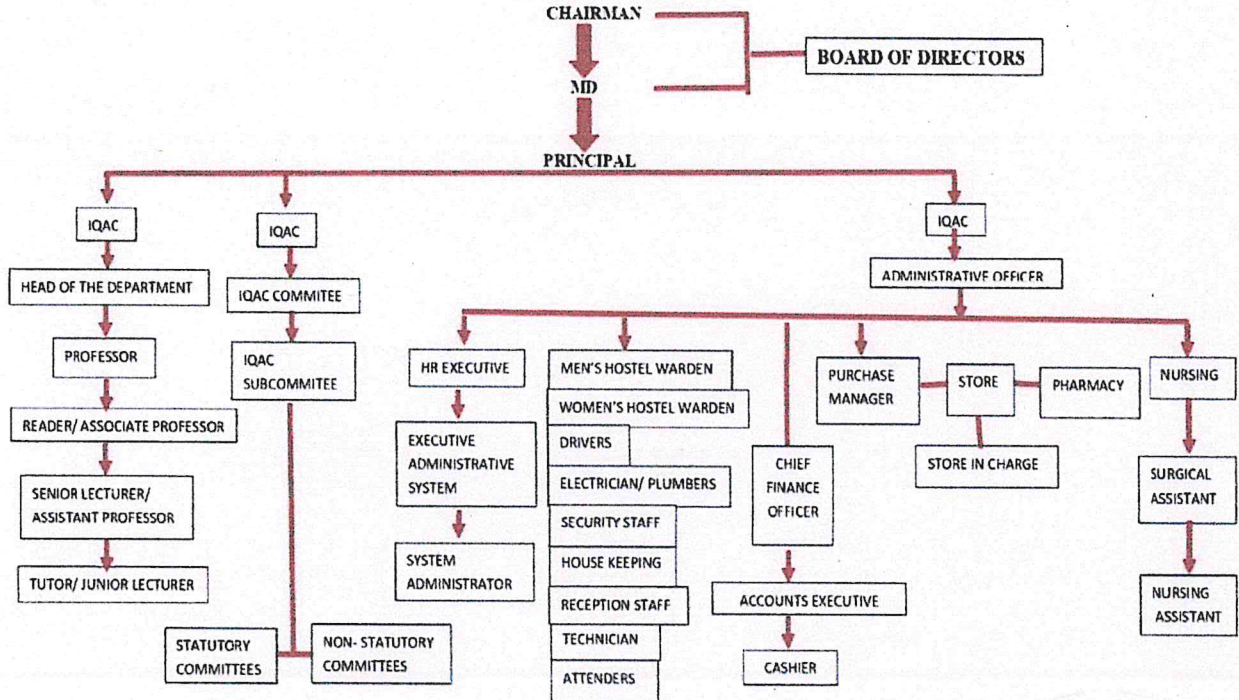 CHAIRMAN
BOARD OF DIRECTORS
MD
PRINCIPAL
IQAC
IQAC
IQAC
HEAD OF THE DEPARTMENT
IQAC COMMITEE
ADMINISTRATIVE OFFICER
PROFESSOR
IQAC
SUBCOMMITEE
READER/ ASSOCIATE PROFESSOR
SENIOR LECTURER/
ASSISTANT PROFESSOR
TUTOR/ JUNIOR LECTURER
STATUTORY
COMMITTEES
NON- STATUTORY
COMMITTEES
HR EXECUTIVE
EXECUTIVE
ADMINISTRATIVE
SYSTEM
SYSTEM
ADMINISTRATOR
MEN'S HOSTEL WARDEN
WOMEN'S HOSTEL WARDEN
DRIVERS
ELECTRICIAN/ PLUMBERS
SECURITY STAFF
HOUSE KEEPING
RECEPTION STAFF
TECHNICIAN
ATTENDERS
CHIEF
FINANCE
OFFICER
ACCOUNTS EXECUTIVE
CASHIER
PURCHASE
MANAGER
STORE
PHARMACY
STORE IN CHARGE
NURSING
SURGICAL
ASSISTANT
NURSING
ASSISTANT